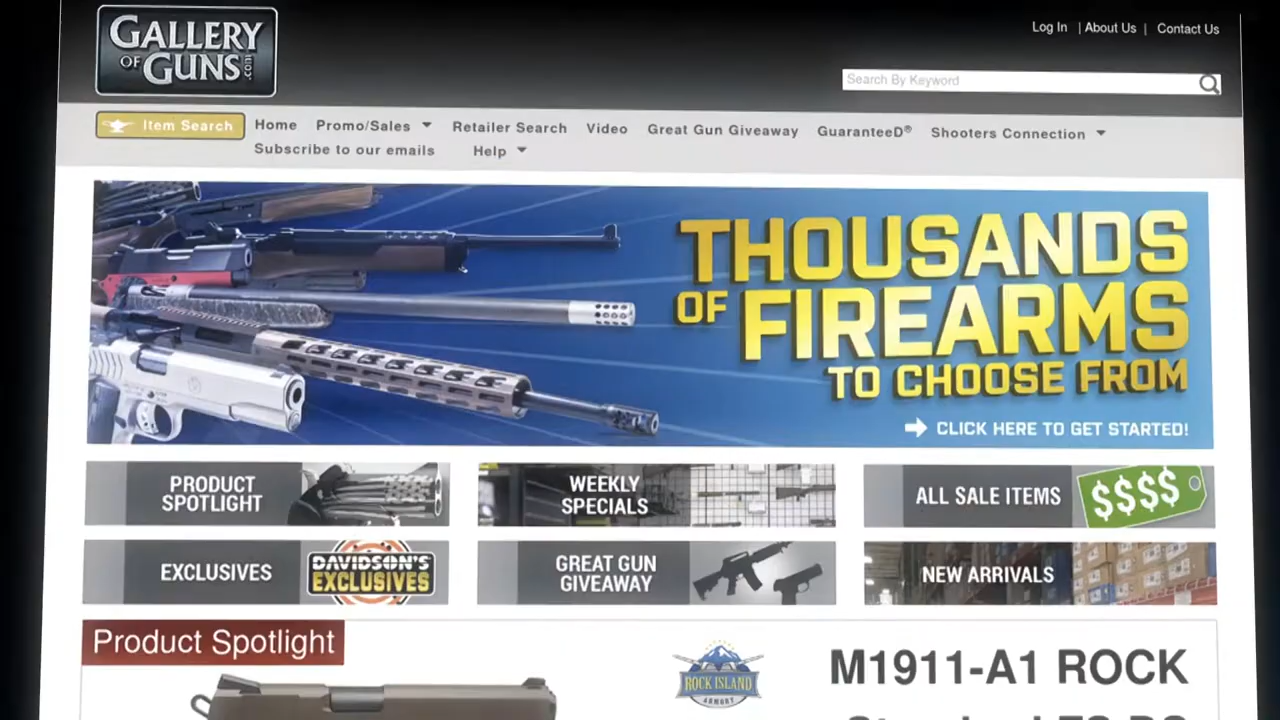 GALLERY
OF GUNS.com
Log In | About Us | Contact Us
Search By Keyword
Item Search Home Promo/Sales Retailer Search Video Great Gun Giveaway GuaranteeD® Shooters Connection
Subscribe to our emails Help
THOUSANDS
OF FIREARMS
TO CHOOSE FROM
CLICK HERE TO GET STARTED!
PRODUCT
SPOTLIGHT
WEEKLY
SPECIALS
ALL SALE ITEMS
$$$$
EXCLUSIVES
DAVIDSON'S
EXCLUSIVES
GREAT GUN
GIVEAWAY
NEW ARRIVALS
Product Spotlight
ROCK ISLAND
ARMORY
M1911-A1 ROCK